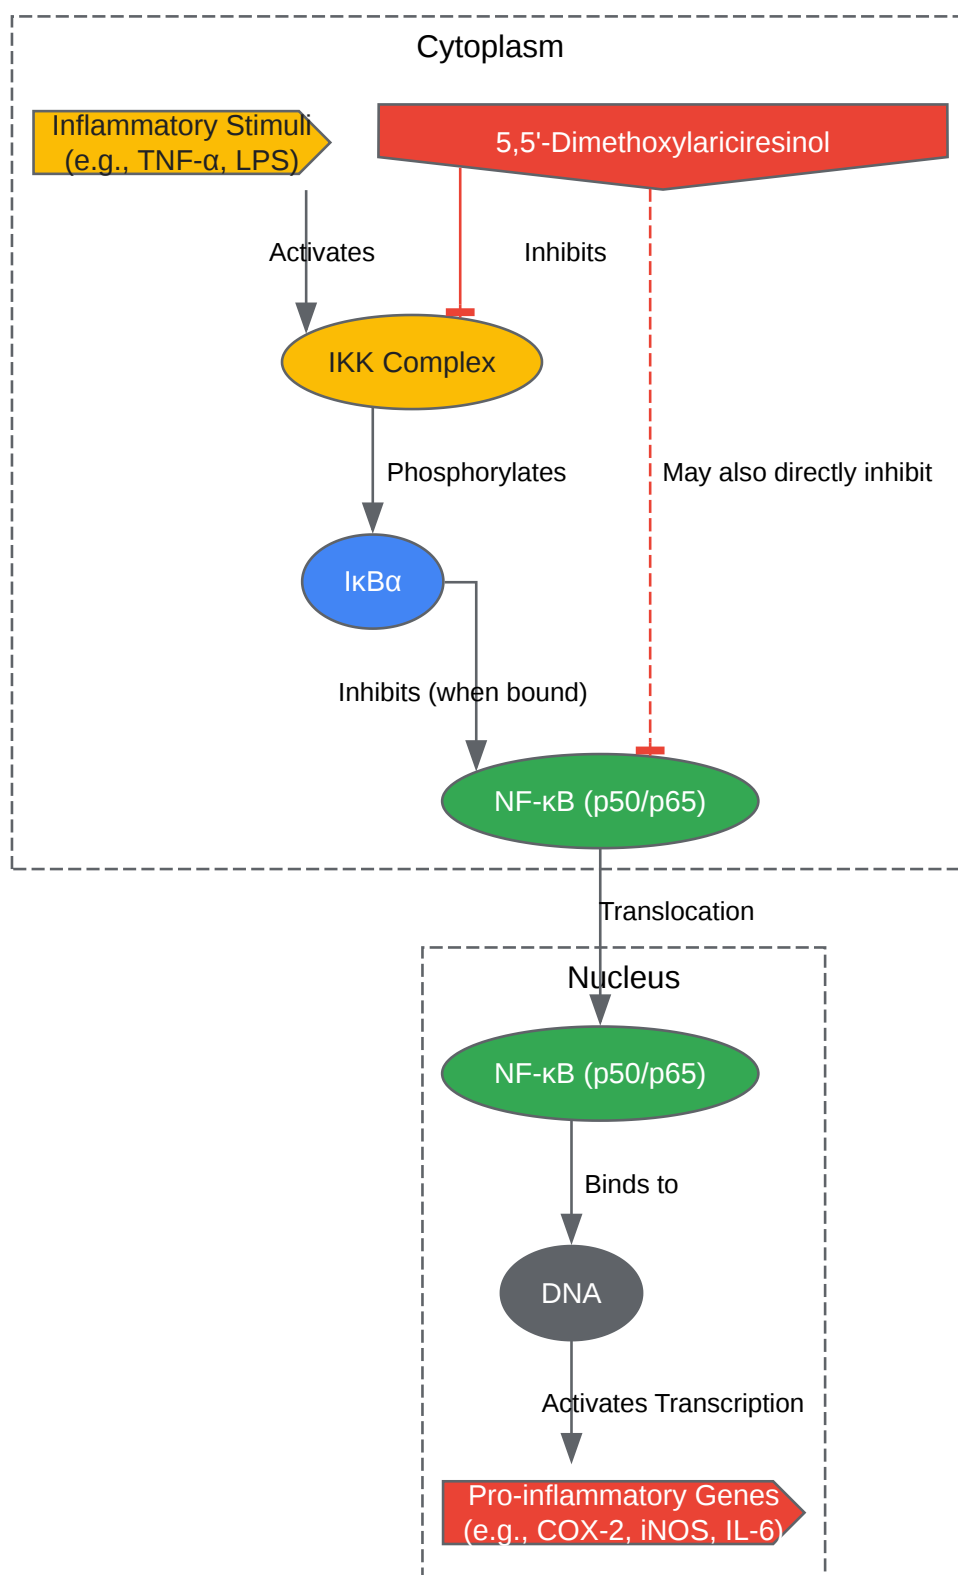 Cytoplasm
Inflammatory Stimuli
(e.g., TNF-α, LPS)
5,5'-Dimethoxylariciresinol
Activates
Inhibits
IKK Complex
Phosphorylates
May also directly inhibit
IκBα
Inhibits (when bound)
NF-κB (p50/p65)
Translocation
Nucleus
NF-κB (p50/p65)
Binds to
DNA
Activates Transcription
Pro-inflammatory Genes
(e.g., COX-2, iNOS, IL-6)